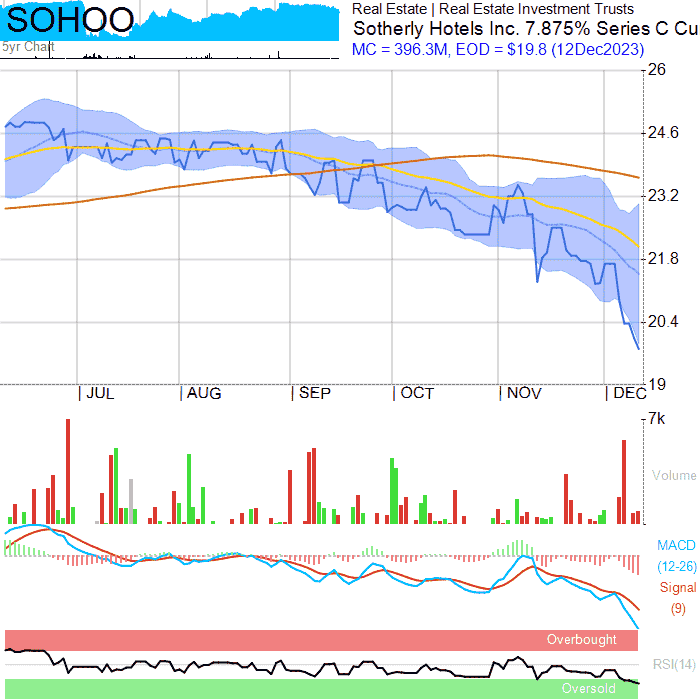 SOHOO
5yr Chart
Real Estate | Real Estate Investment Trusts
Sotherly Hotels Inc. 7.875% Series C Cu
MC = 396.3M, EOD = $19.8 (12Dec2023)
26
24.6
23.2
21.8
20.4
19
| JUL | AUG | SEP | OCT | NOV | DEC
7k
Volume
MACD
(12-26)
Signal
(9)
Overbought
RSI(14)
Oversold